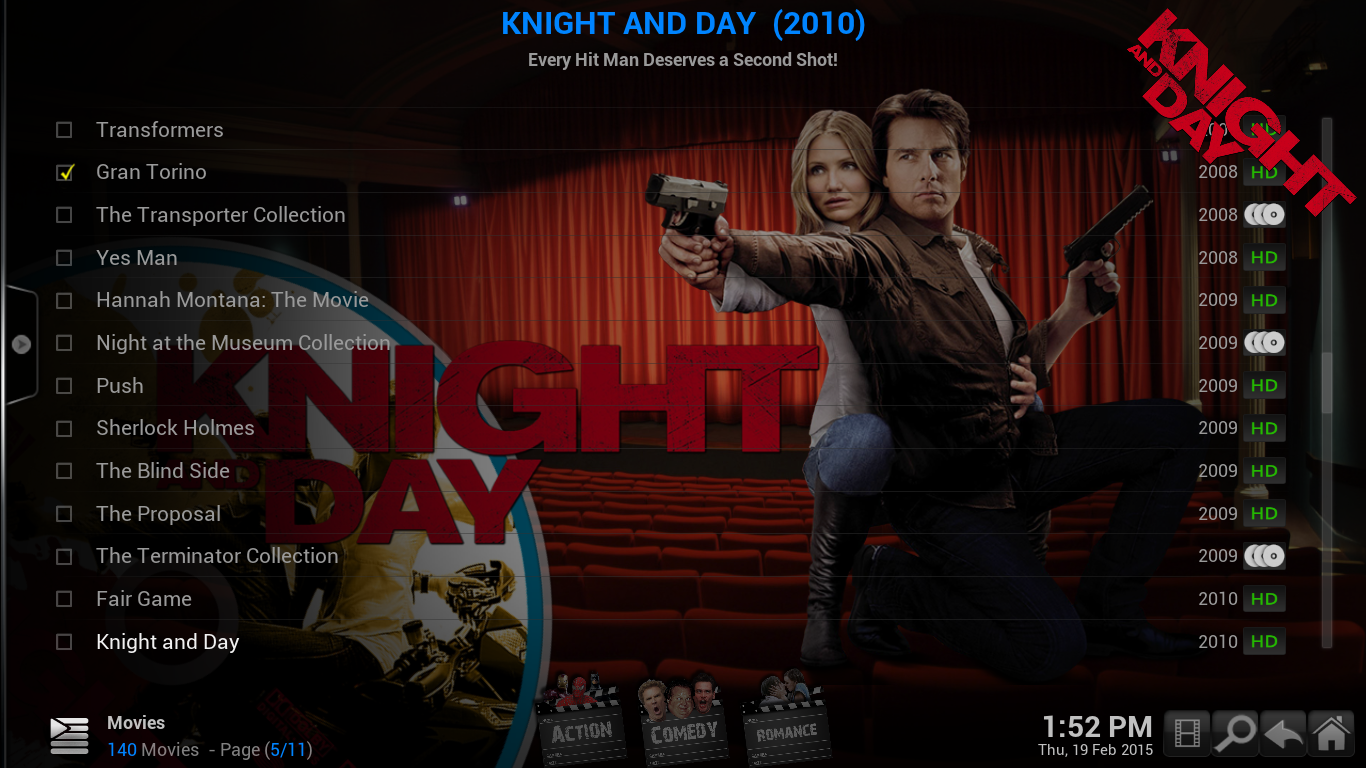 KNIGHT AND DAY (2010)
Every Hit Man Deserves a Second Shot!
KNIGHT
AND
DAY
Transformers HD
Gran Torino 2008 HD
The Transporter Collection 2008
Yes Man 2008 HD
Hannah Montana: The Movie 2009 HD
Night at the Museum Collection 2009
KNIGHT
DAY
Push 2009 HD
Sherlock Holmes 2009 HD
The Blind Side 2009 HD
The Proposal 2009 HD
The Terminator Collection 2009
Fair Game 2010 HD
Knight and Day 2010 HD
ACTION
COMEDY
ROMANCE
Movies
140 Movies - Page (5/11)
1:52 PM
Thu, 19 Feb 2015